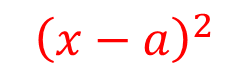 (x − a)²